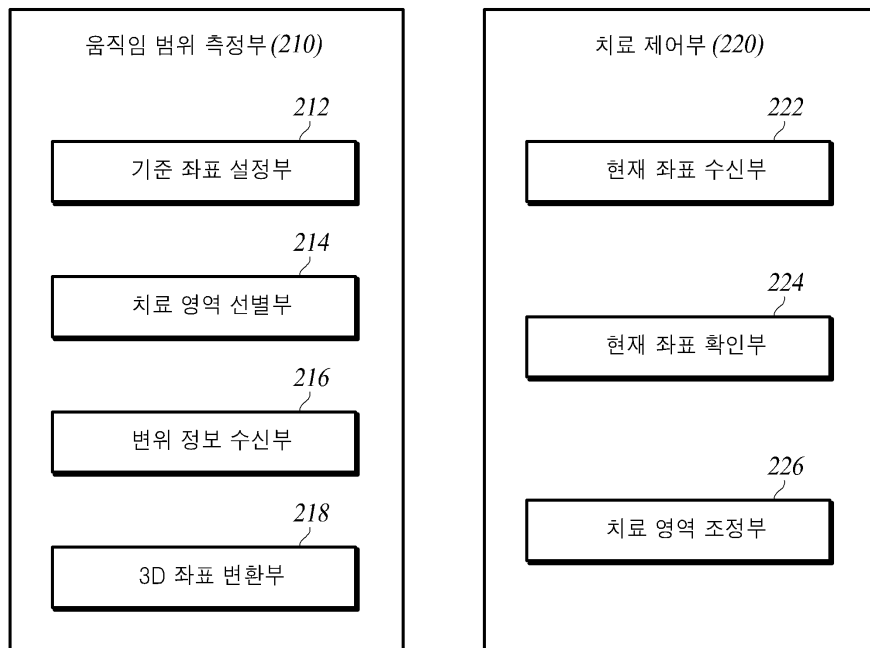 움직임 범위 측정부(210)
212
기준 좌표 설정부
214
치료 영역 선별부
216
변위 정보 수신부
218
3D 좌표 변환부
치료 제어부(220)
222
현재 좌표 수신부
224
현재 좌표 확인부
226
치료 영역 조정부